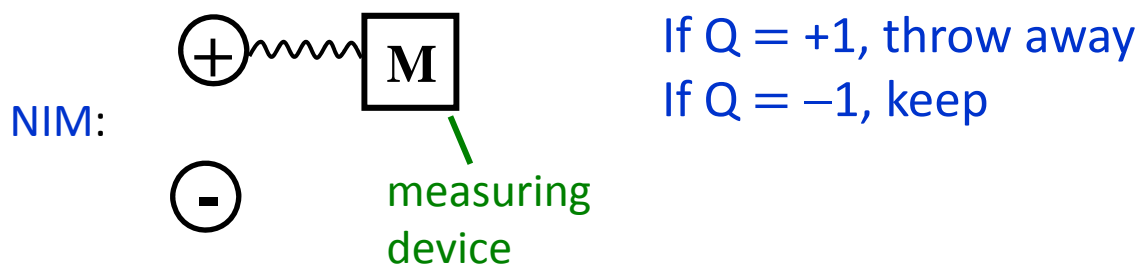 +
M
If Q = +1, throw away
If Q = −1, keep
NIM:
-
measuring
device